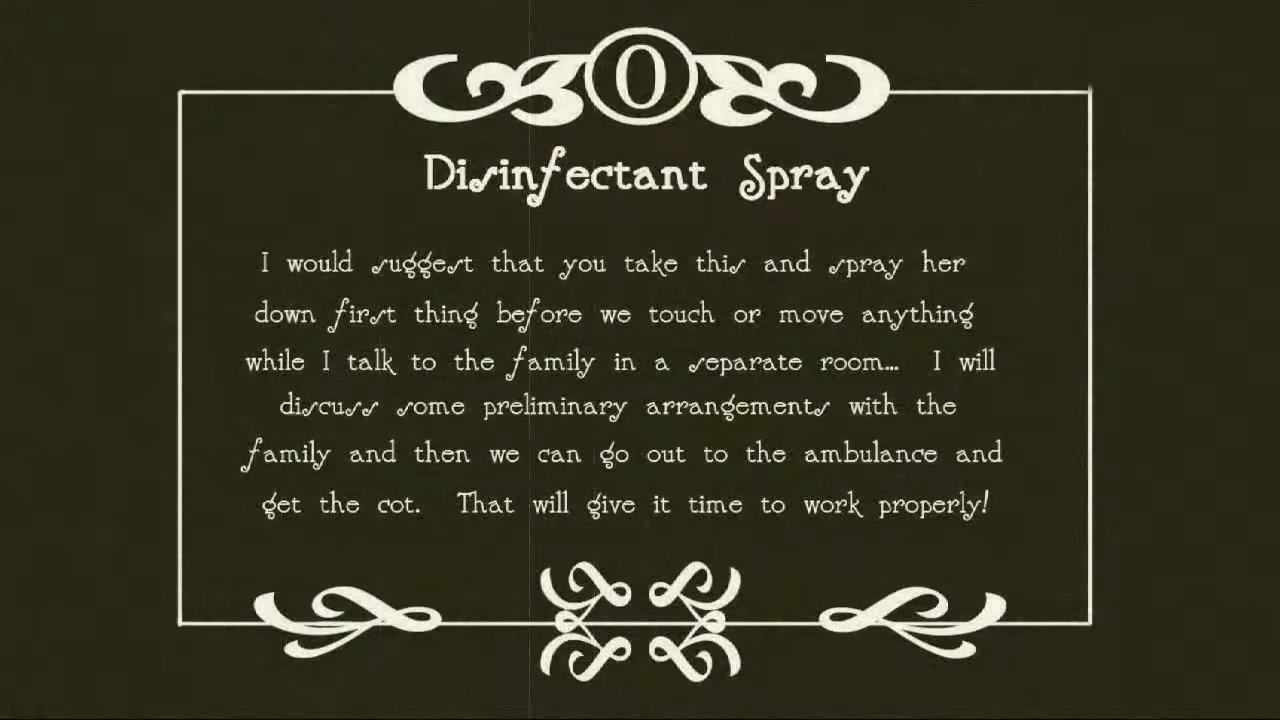 O
Disinfectant Spray
I would suggest that you take this and spray her
down first thing before we touch or move anything
while I talk to the family in a separate room... I will
discuss some preliminary arrangements with the
family and then we can go out to the ambulance and
get the cot. That will give it time to work properly!